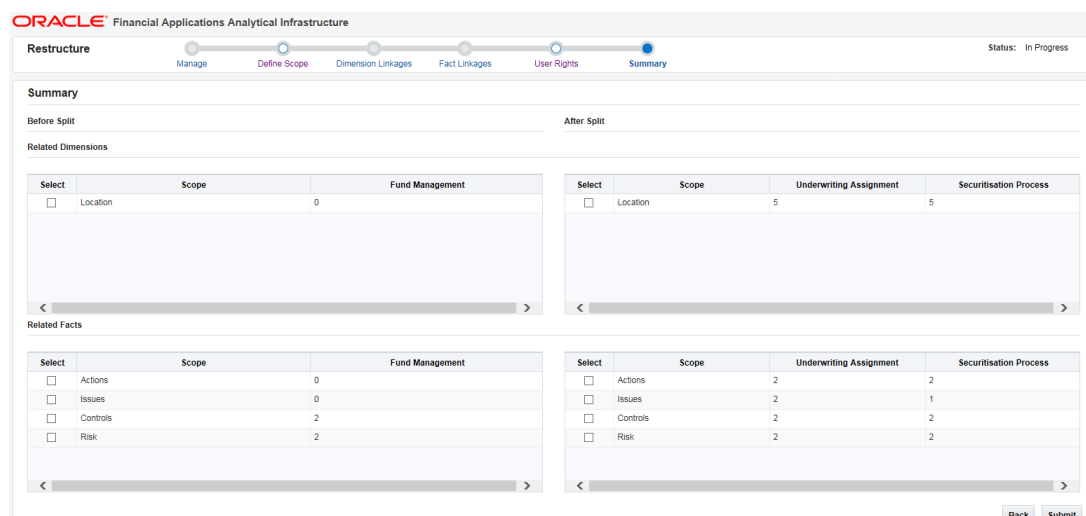 ORACLE Financial Applications Analytical Infrastructure
Restructure
Manage Define Scope Dimension Linkages Fact Linkages User Rights Summary
Status: In Progress
Summary
Before Split After Split
Related Dimensions
Select Scope Fund Management Select Scope Underwriting Assignment Securitisation Process
Location 0 Location 5 5
Related Facts
Select Scope Fund Management Select Scope Underwriting Assignment Securitisation Process
Actions 0 Actions 2 2
Issues 0 Issues 2 1
Controls 2 Controls 2 2
Risk 2 Risk 2 2
Back Submit